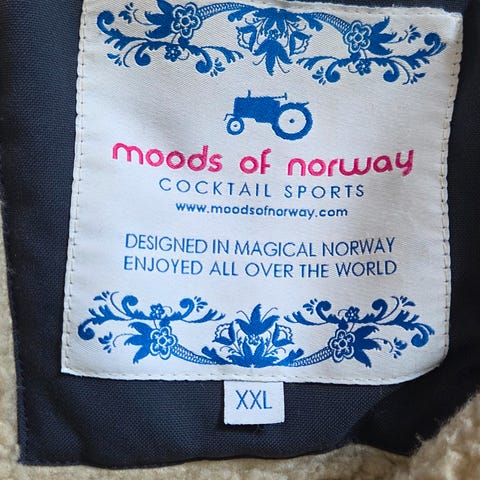 moods of norway
COCKTAIL SPORTS
www.moodsofnorway.com
DESIGNED IN MAGICAL NORWAY
ENJOYED ALL OVER THE WORLD
XXL